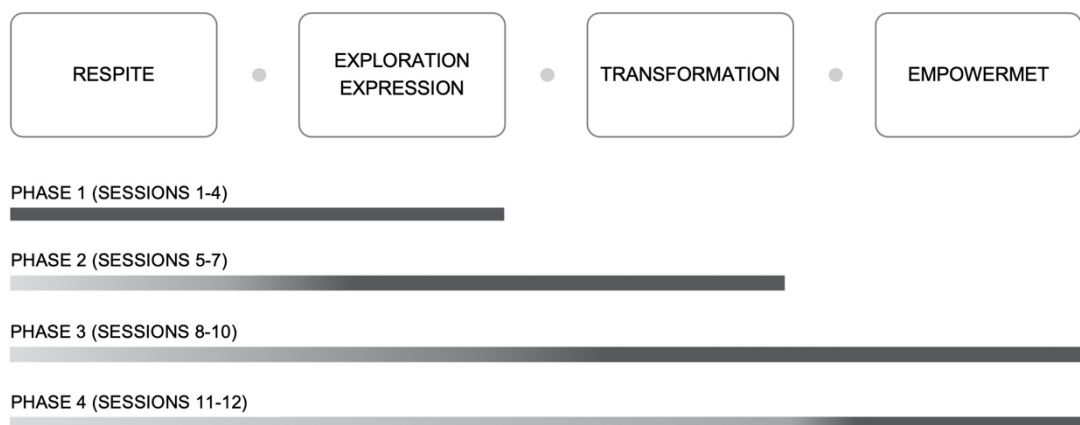 RESPITE
EXPLORATION
EXPRESSION
TRANSFORMATION
EMPOWERMET
PHASE 1 (SESSIONS 1-4)
PHASE 2 (SESSIONS 5-7)
PHASE 3 (SESSIONS 8-10)
PHASE 4 (SESSIONS 11-12)